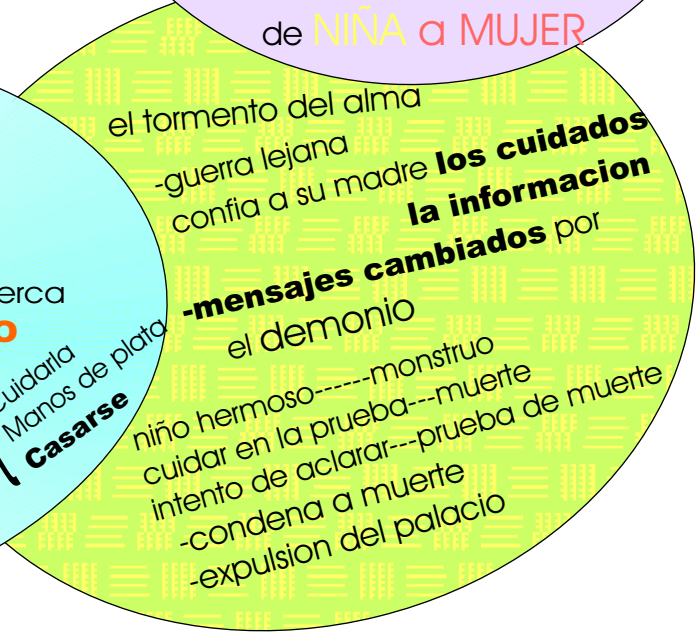 de NIÑA a MUJER
el tormento del alma
-guerra lejana
confia a su madre los cuidados
la informacion
-mensajes cambiados por
el demonio
niño hermoso------monstruo
cuidar en la prueba---muerte
intento de aclarar---prueba de muerte
-condena a muerte
-expulsion del palacio
erca
o
cuidarla
Manos de plata
casarse